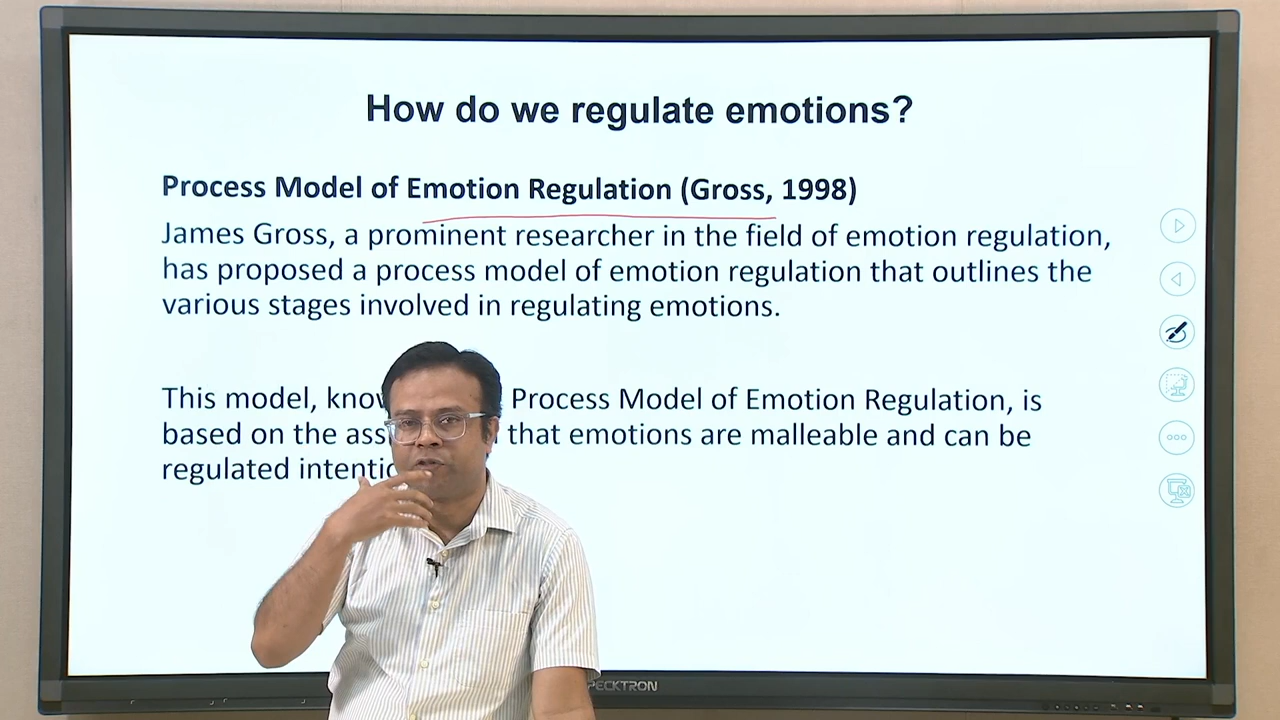 How do we regulate emotions?
Process Model of Emotion Regulation (Gross, 1998)
James Gross, a prominent researcher in the field of emotion regulation,
has proposed a process model of emotion regulation that outlines the
various stages involved in regulating emotions.
This model, Process Model of Emotion Regulation, is
based on the that emotions are malleable and can be
regulated